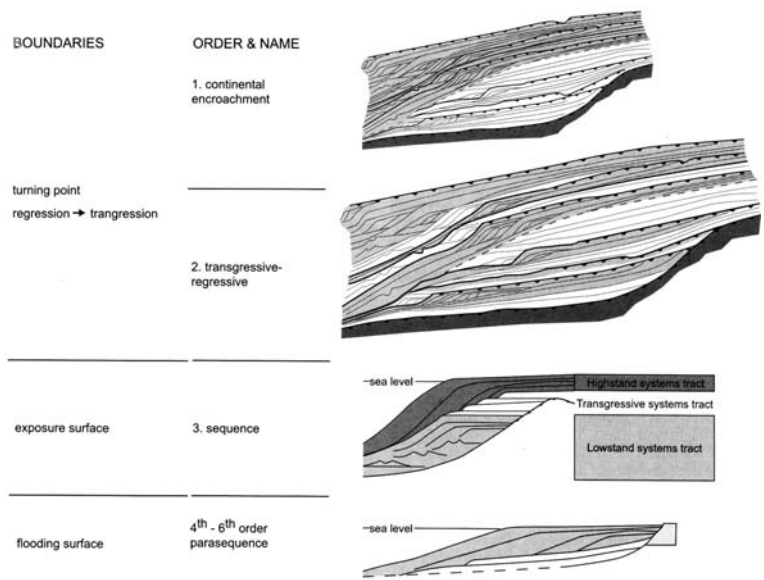 BOUNDARIES
ORDER & NAME
1. continental
encroachment
turning point
regression → trangression
2. transgressive-
regressive
sea level
Highstand systems tract
Transgressive systems tract
exposure surface
3. sequence
Lowstand systems tract
4th - 6th order
parasequence
sea level
flooding surface